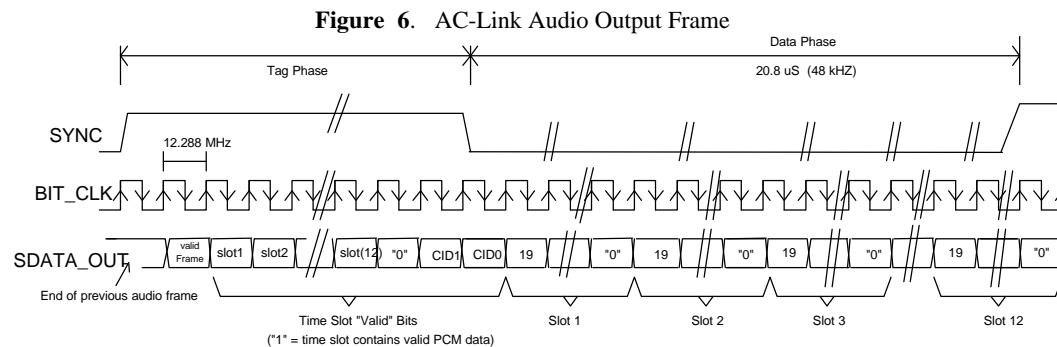 Figure 6. AC-Link Audio Output Frame
Data Phase
Tag Phase
20.8 uS (48 kHZ)
SYNC
12.288 MHz
BIT_CLK
SDATA_OUT
valid
Frame
slot1
slot2
slot(12)
"0"
CID1
CID0
19
"0"
19
"0"
19
"0"
19
"0"
End of previous audio frame
Time Slot "Valid" Bits
("1" = time slot contains valid PCM data)
Slot 1
Slot 2
Slot 3
Slot 12